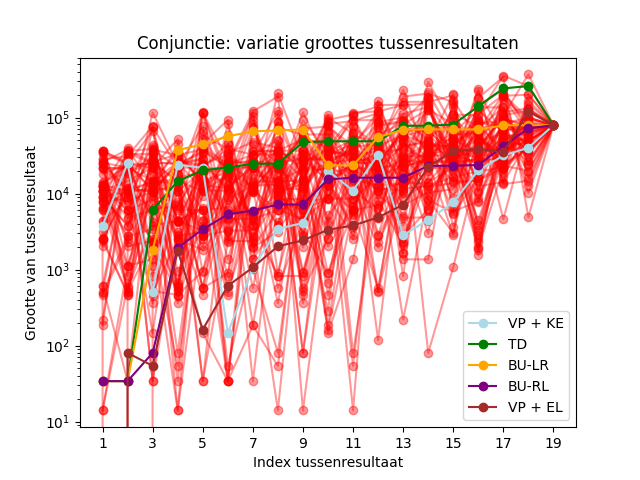 Conjunctie: variatie groottes tussenresultaten
Grootte van tussenresultaat
10^5
10^4
10^3
10^2
10^1
VP + KE
TD
BU-LR
BU-RL
VP + EL
1 3 5 7 9 11 13 15 17 19
Index tussenresultaat